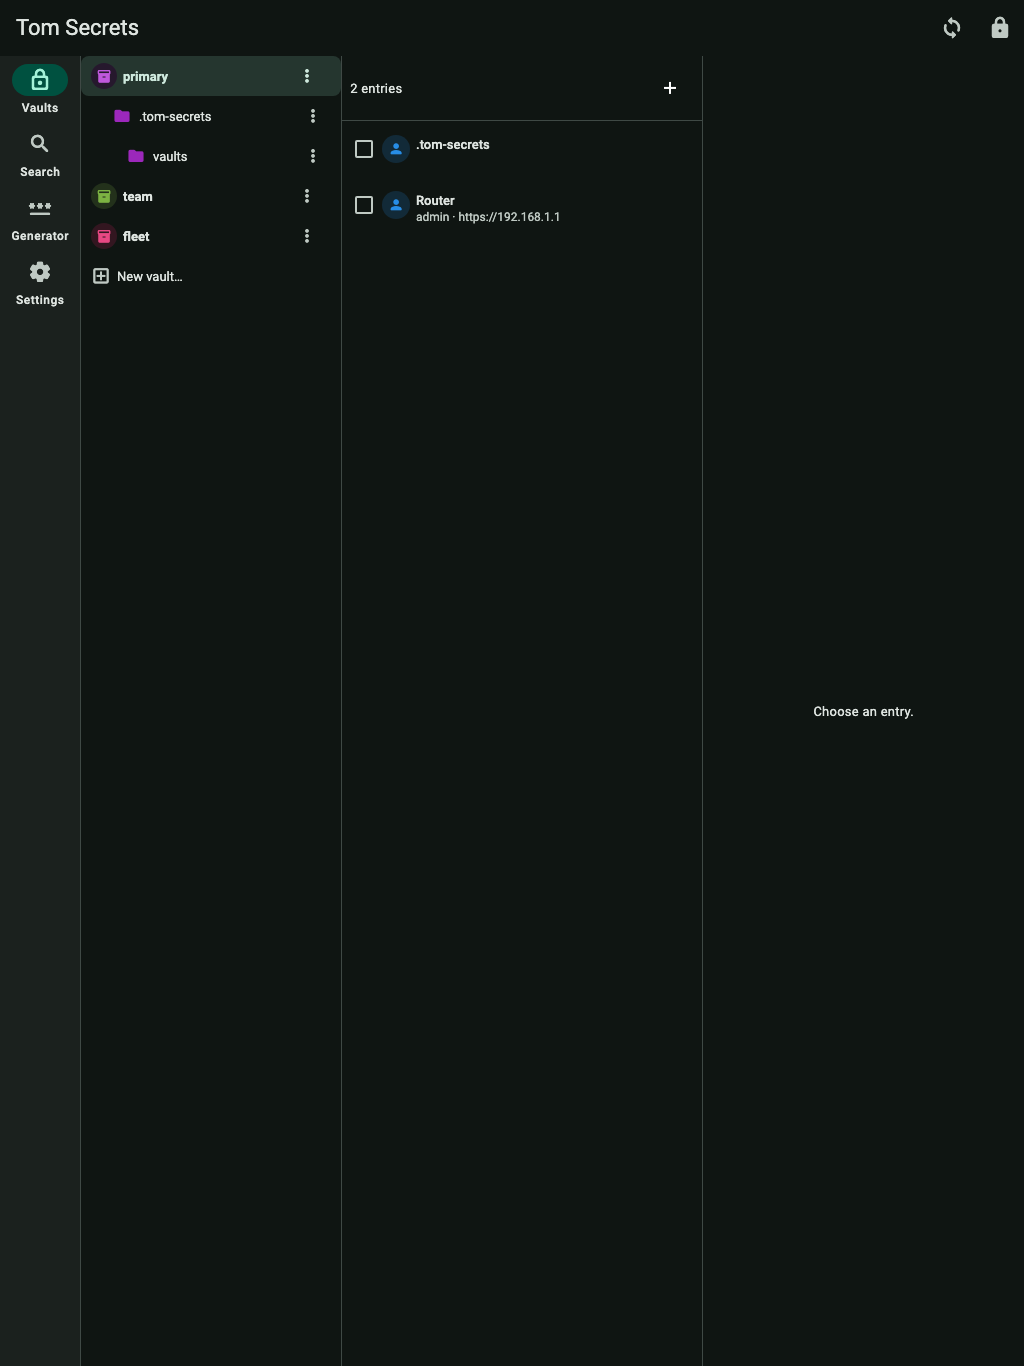 Tom Secrets
Vaults
Search
Generator
Settings
primary
.tom-secrets
vaults
team
fleet
New vault...
2 entries
.tom-secrets
Router
admin · https://192.168.1.1
Choose an entry.